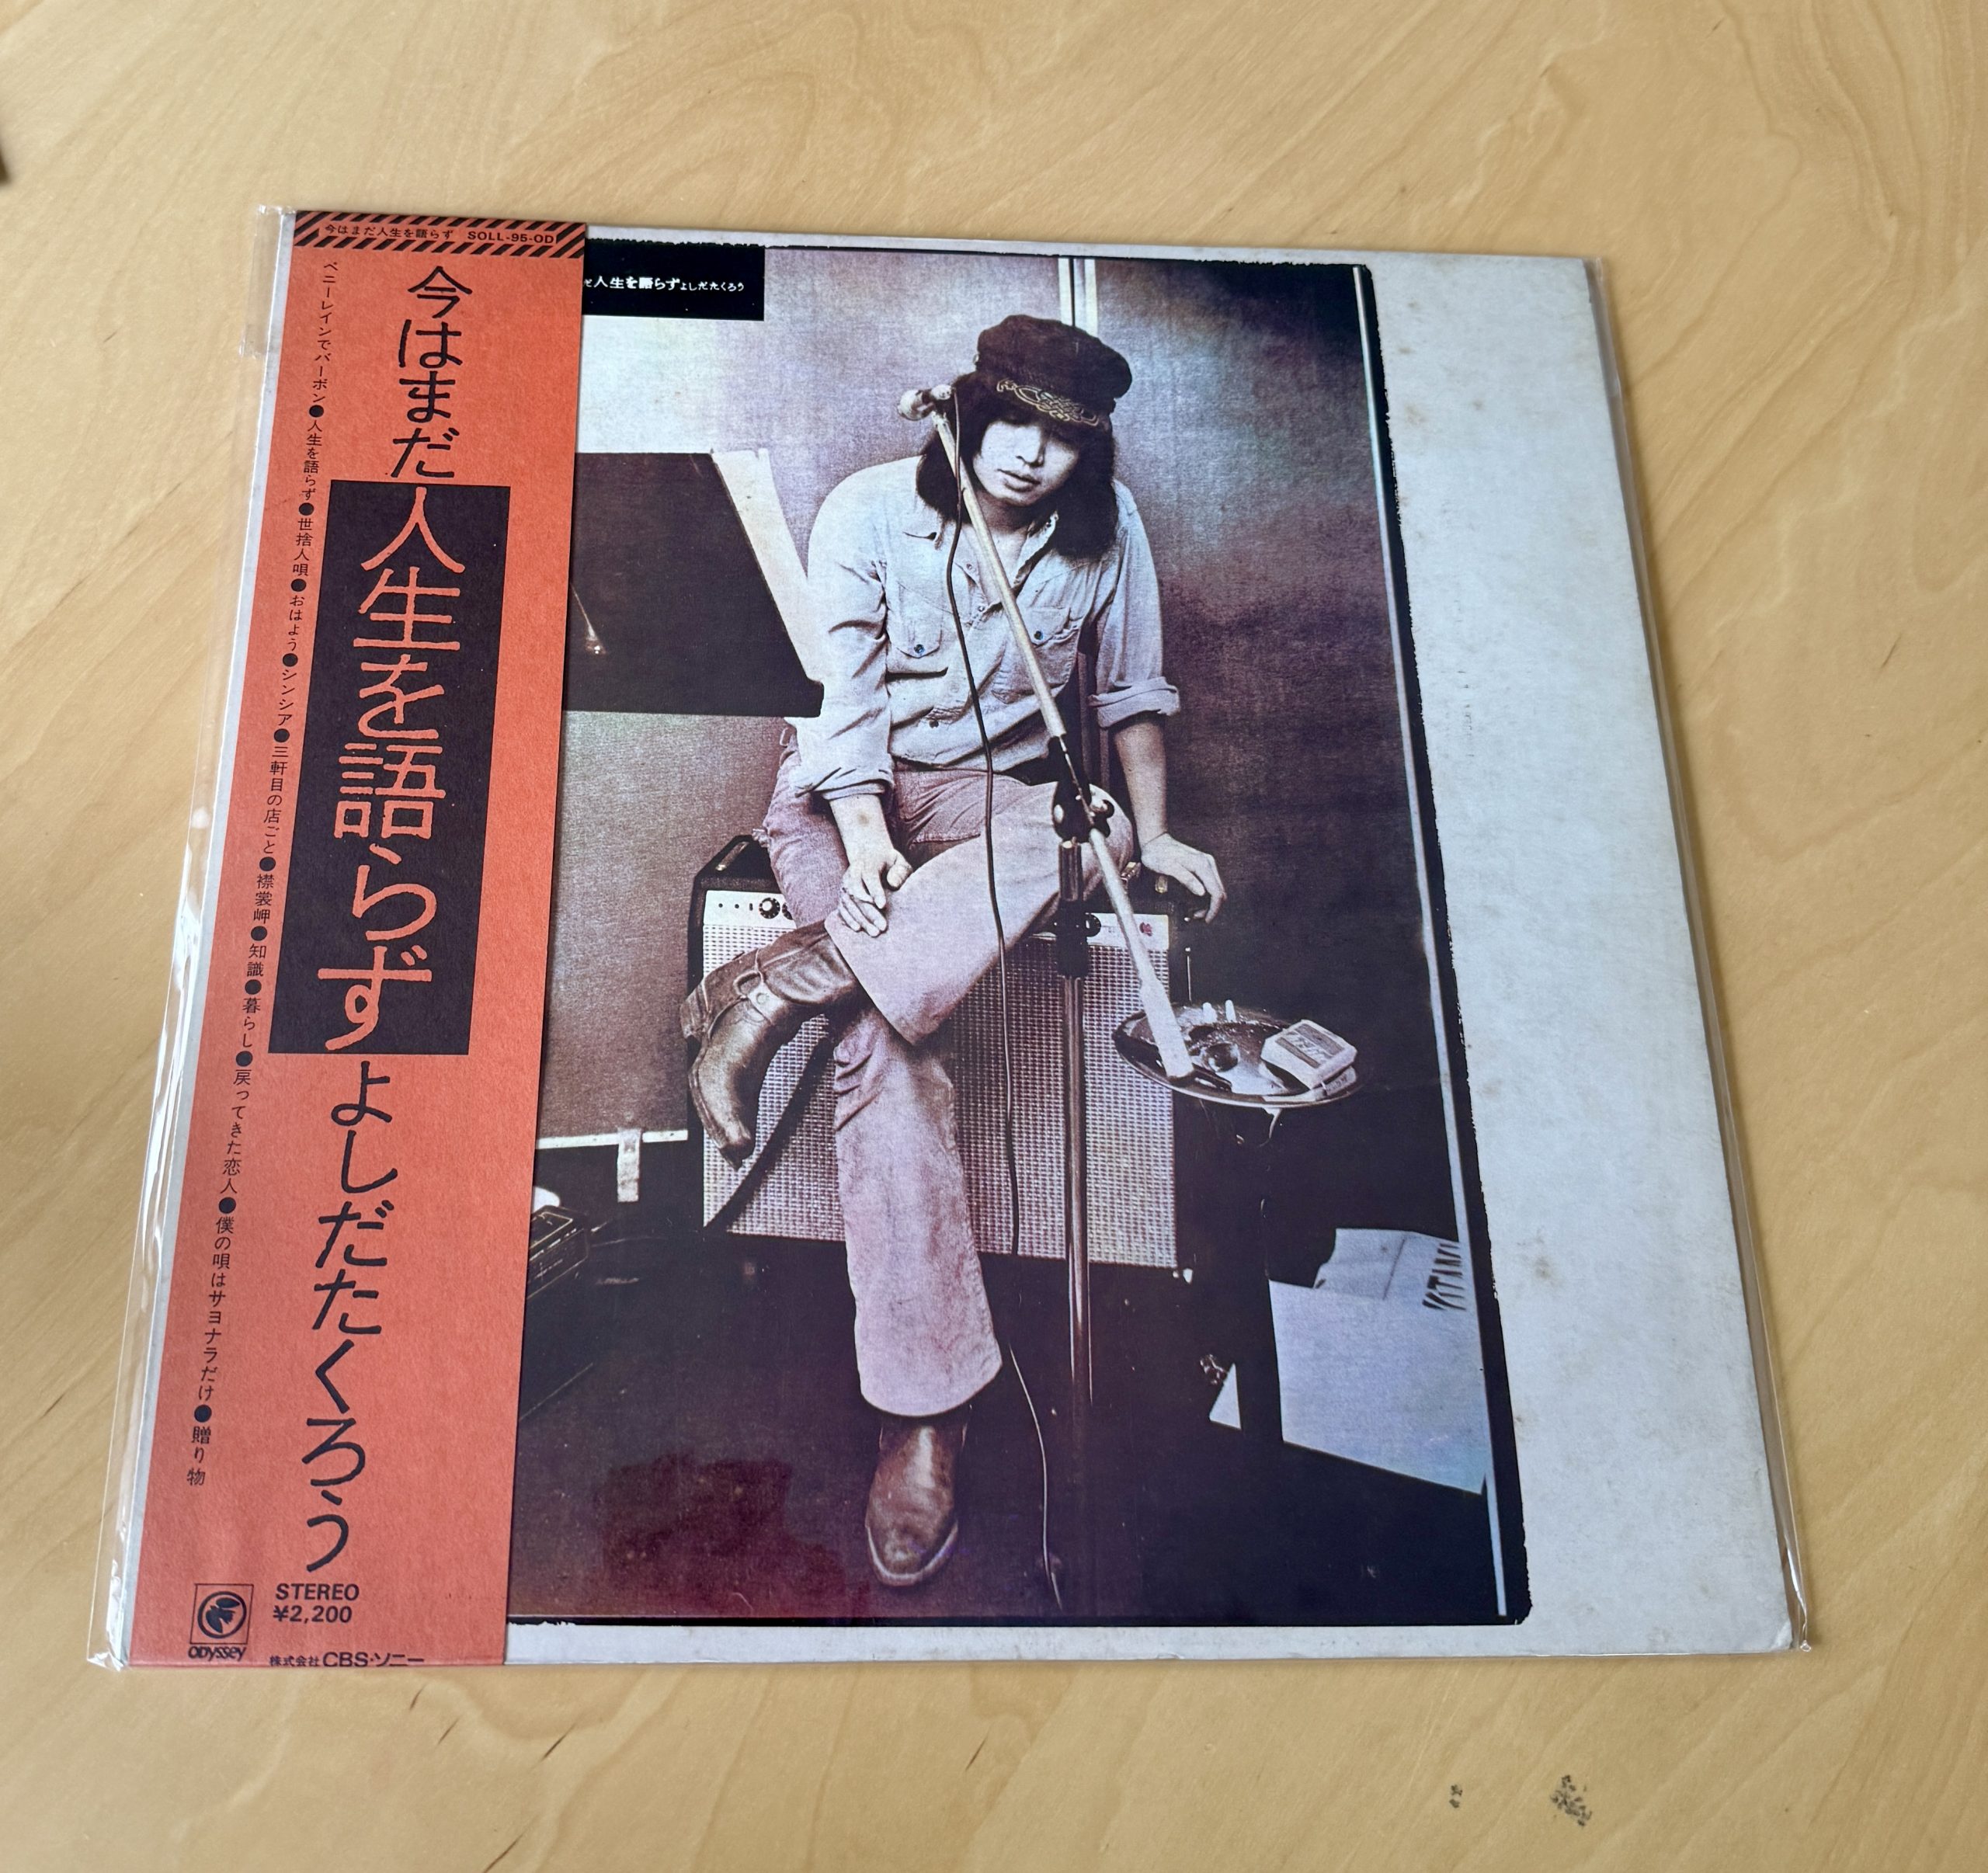 今はまだ人生を語らず SOLL-95-OD
今はまだ人生を語らず よしだたくろう
ペニーレインでバーボン●人生を語らず●世捨人唄●おはよう●シンシア●三軒目の店ごと●襟裳岬●知識●暮らし●戻ってきた恋人●僕の唄はサヨナラだけ●贈り物
STEREO
¥2,200
Odyssey
株式会社CBS・ソニー
だ人生を語らずよしだたくろう